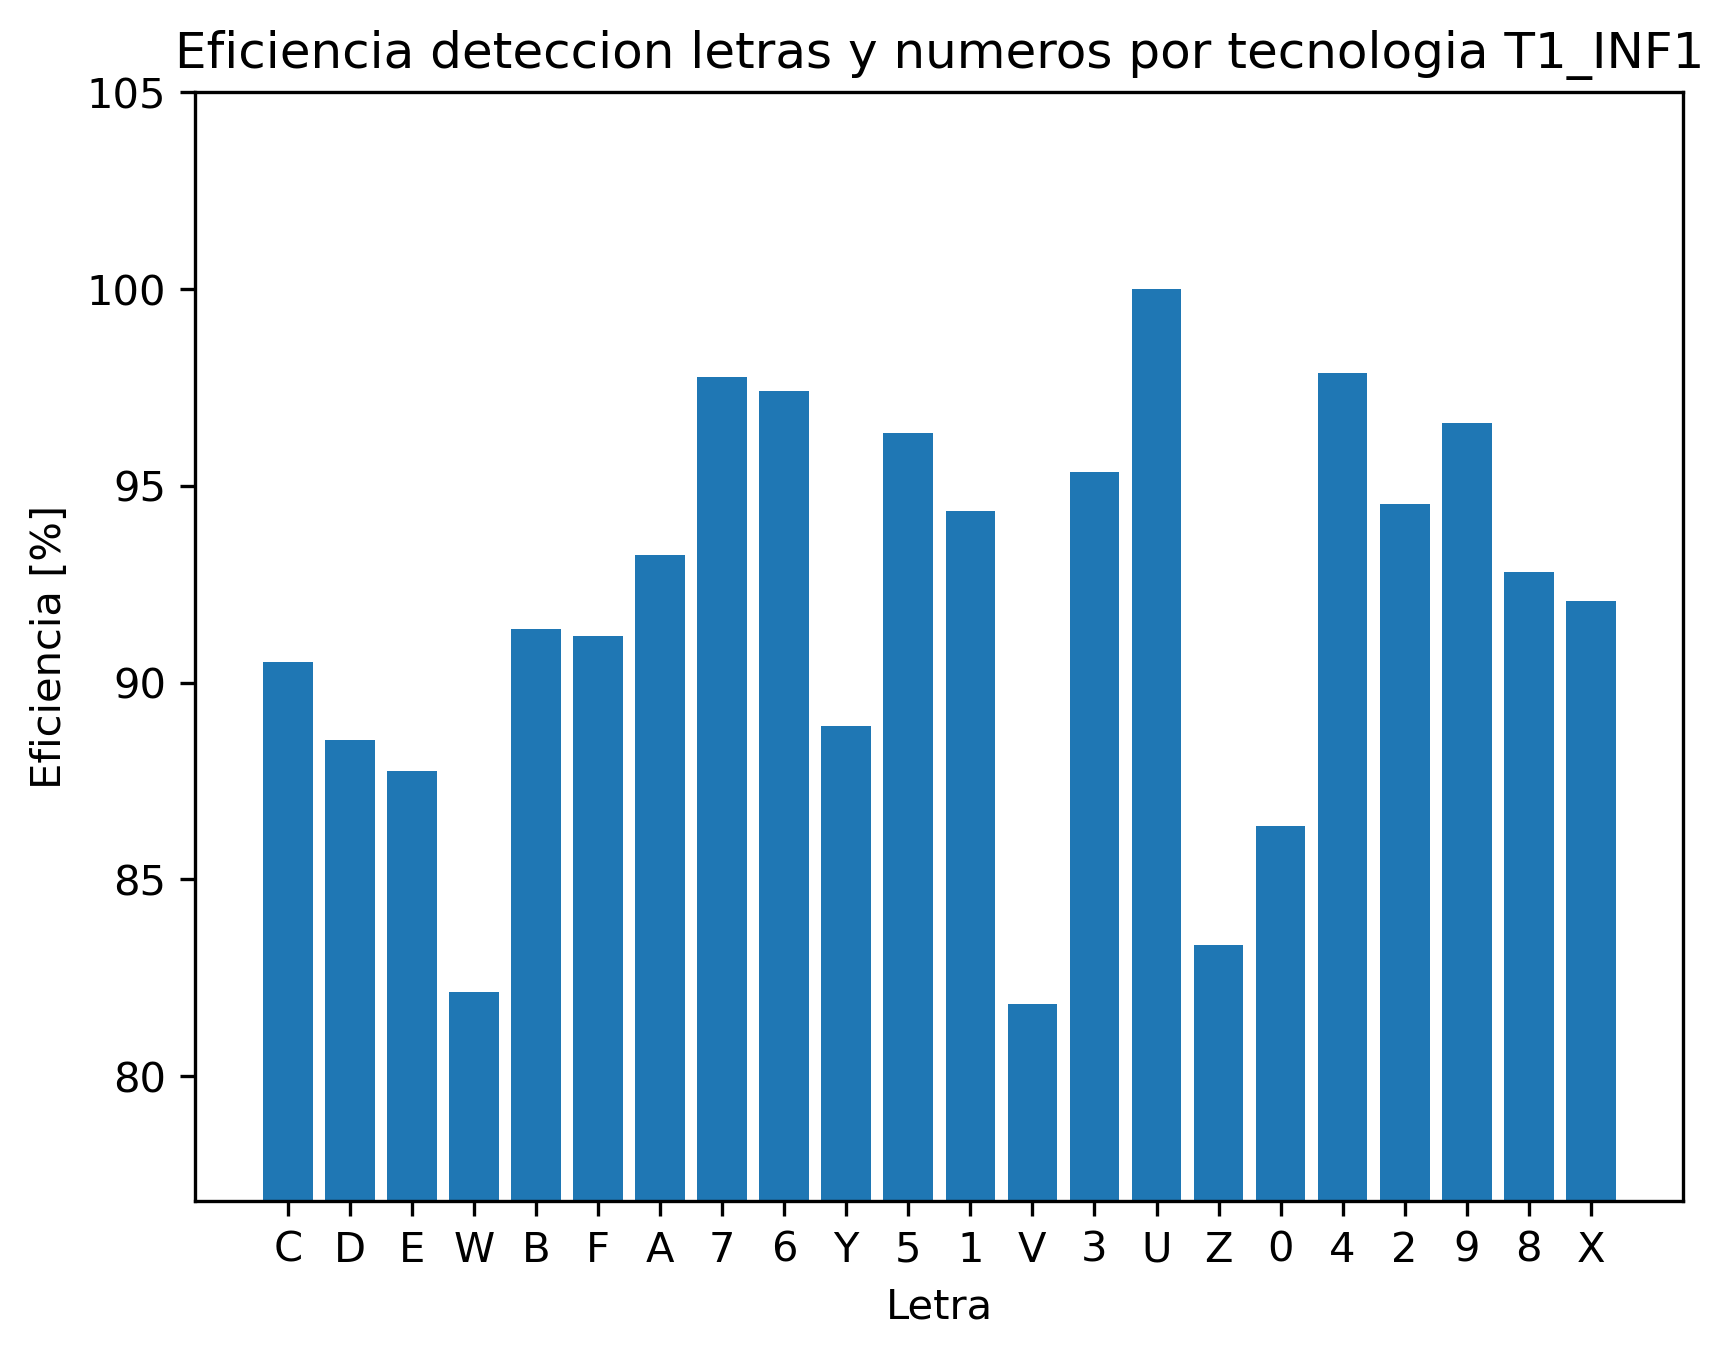 Eficiencia deteccion letras y numeros por tecnologia T1_INF1
105
100
95
90
85
80
Eficiencia [%]
C D E W B F A 7 6 Y 5 1 V 3 U Z 0 4 2 9 8 X
Letra